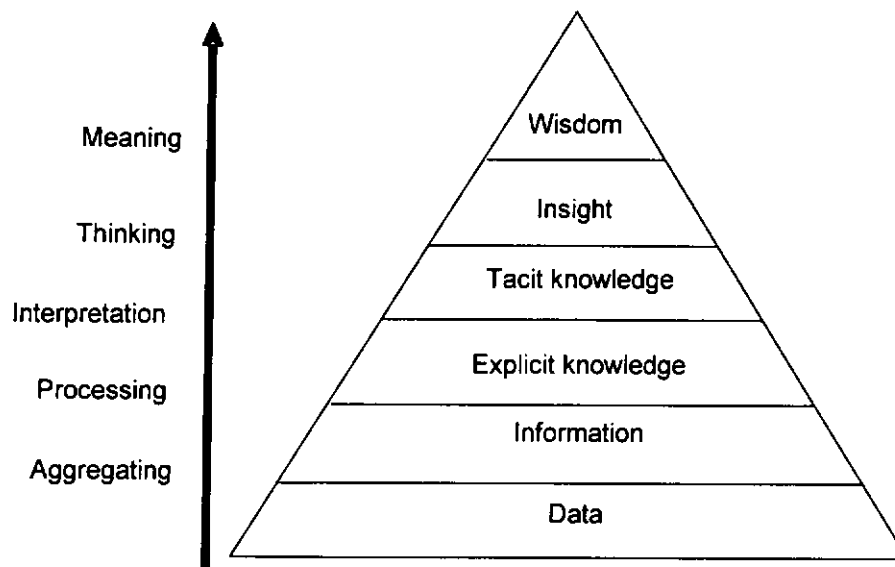 Meaning
Thinking
Interpretation
Processing
Aggregating
Wisdom
Insight
Tacit knowledge
Explicit knowledge
Information
Data